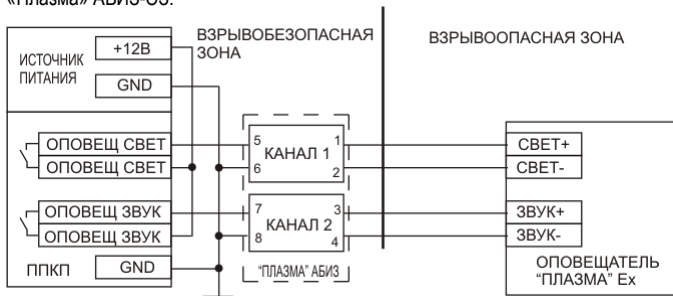 «Плазма» АБИЗ-ОЗ.
ВЗРЫВОБЕЗОПАСНАЯ
ЗОНА
ВЗРЫВООПАСНАЯ ЗОНА
ИСТОЧНИК
ПИТАНИЯ
+12В
GND
ОПОВЕЩ СВЕТ
ОПОВЕЩ СВЕТ
5 КАНАЛ 1 1
6 2
СВЕТ+
СВЕТ-
ОПОВЕЩ ЗВУК
ОПОВЕЩ ЗВУК
7 КАНАЛ 2 3
8 4
ЗВУК+
ЗВУК-
ППКП
GND
"ПЛАЗМА" АБИЗ
ОПОВЕЩАТЕЛЬ
"ПЛАЗМА" Ex